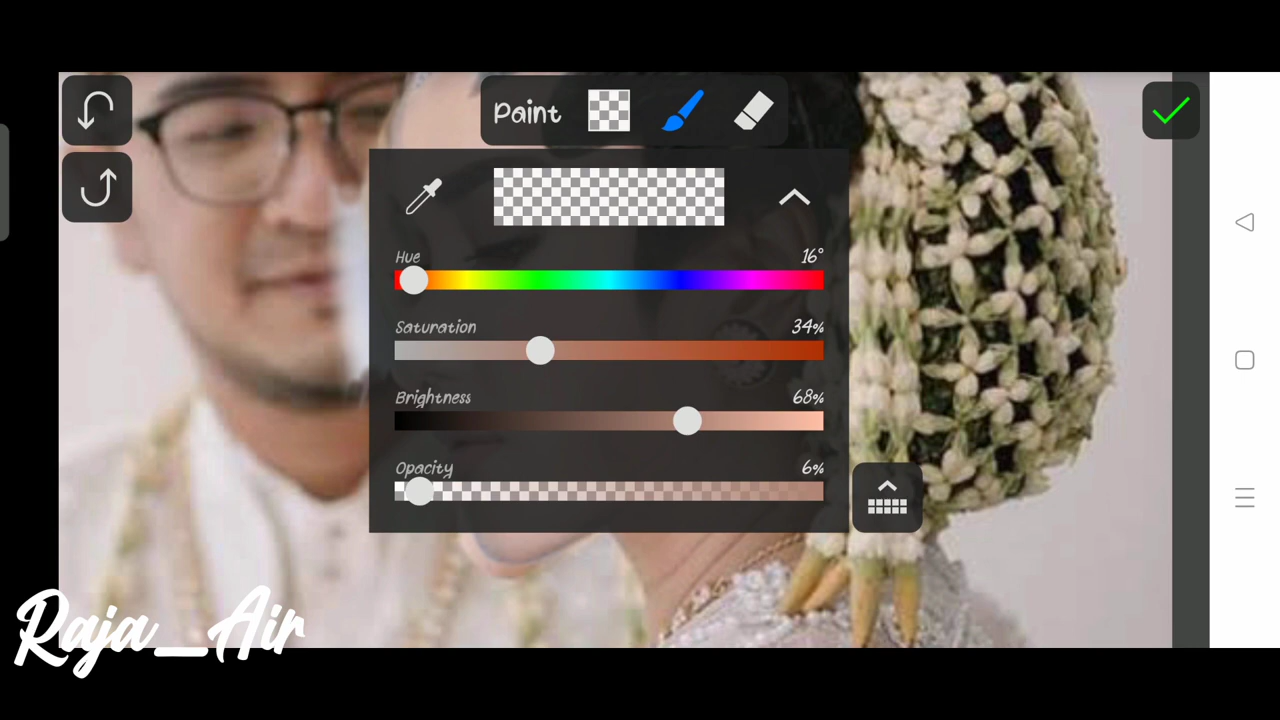 Paint
Hue 16°
Saturation 34%
Brightness 68%
Opacity 6%
Raja_Air